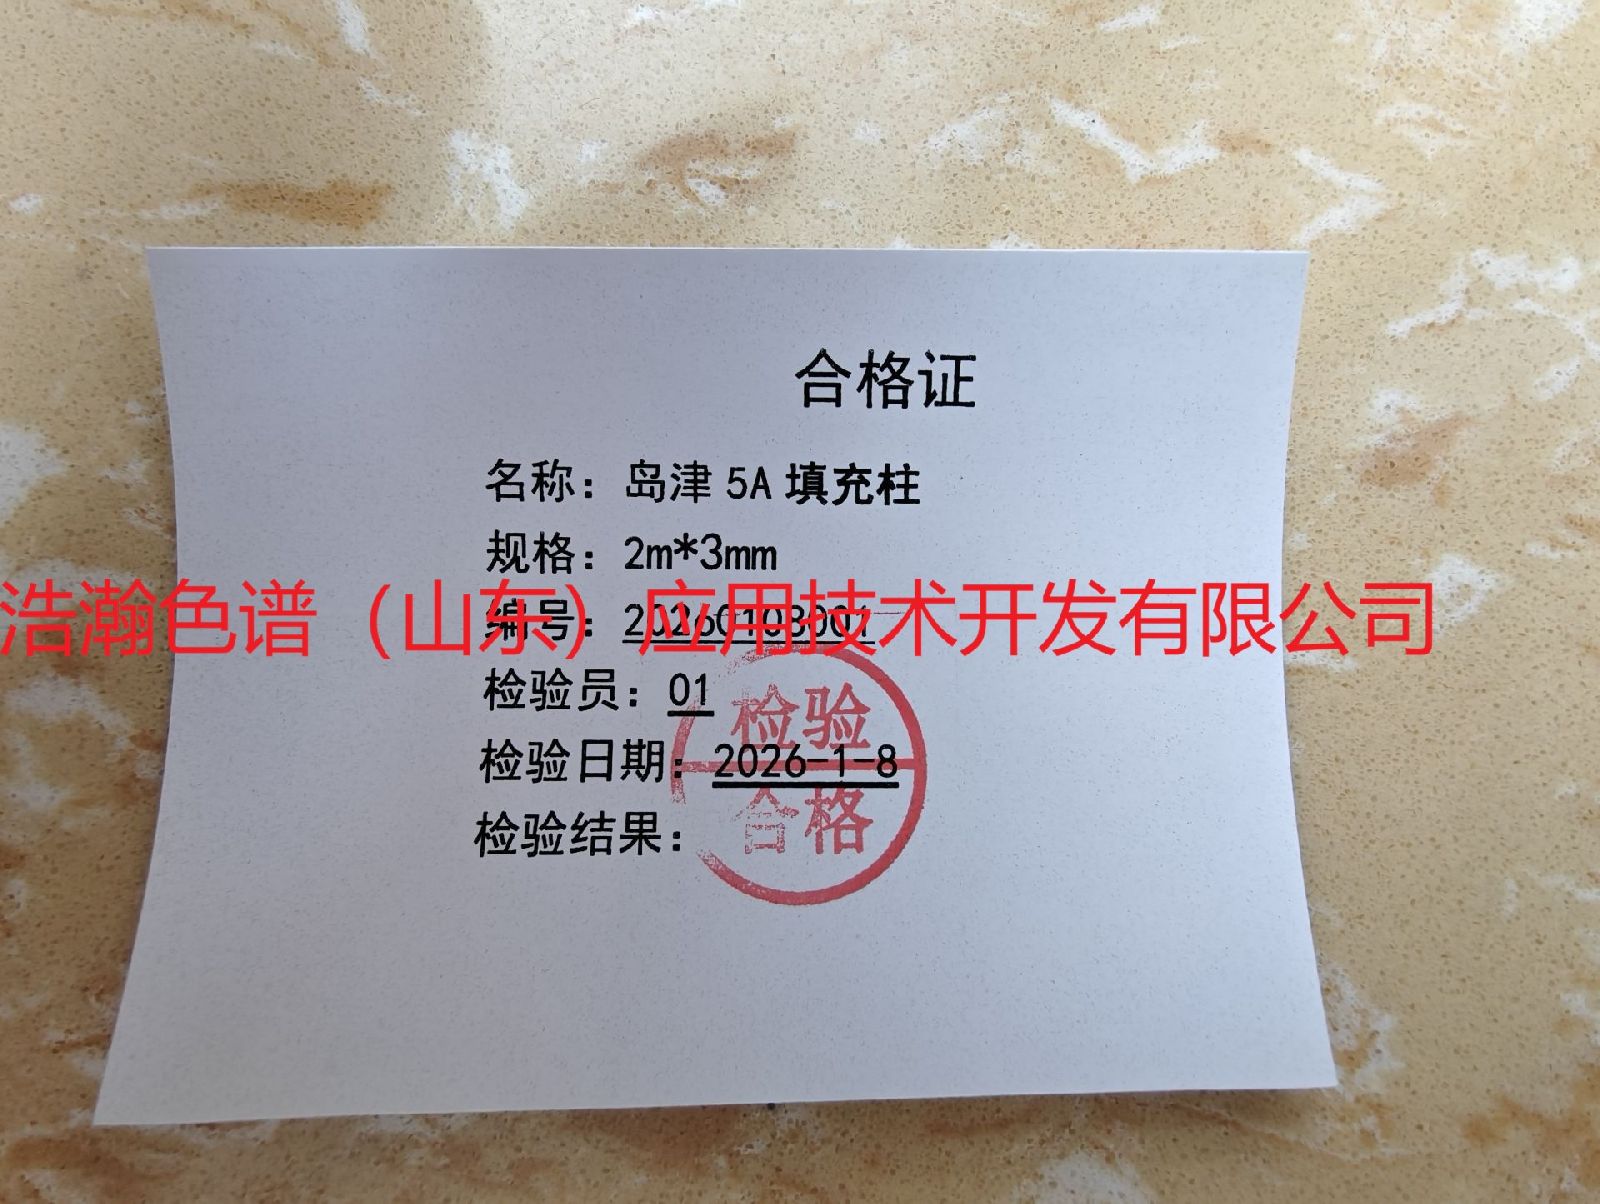 合格证
名称：岛津 5A 填充柱
规格：2m*3mm
编号：20260108001
浩瀚色谱（山东）应用技术开发有限公司
检验员：01
检验日期：2026-1-8
检验结果：
检验
合格